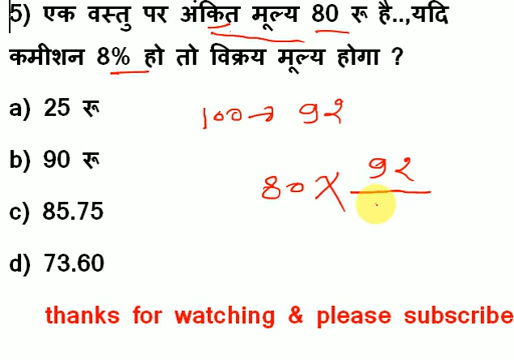 5) एक वस्तु पर अंकित मूल्य 80 रू है..,यदि
कमीशन 8% हो तो विक्रय मूल्य होगा ?
a) 25 रू
100→ 92
b) 90 रू
80 × 92
c) 85.75
d) 73.60
thanks for watching & please subscribe